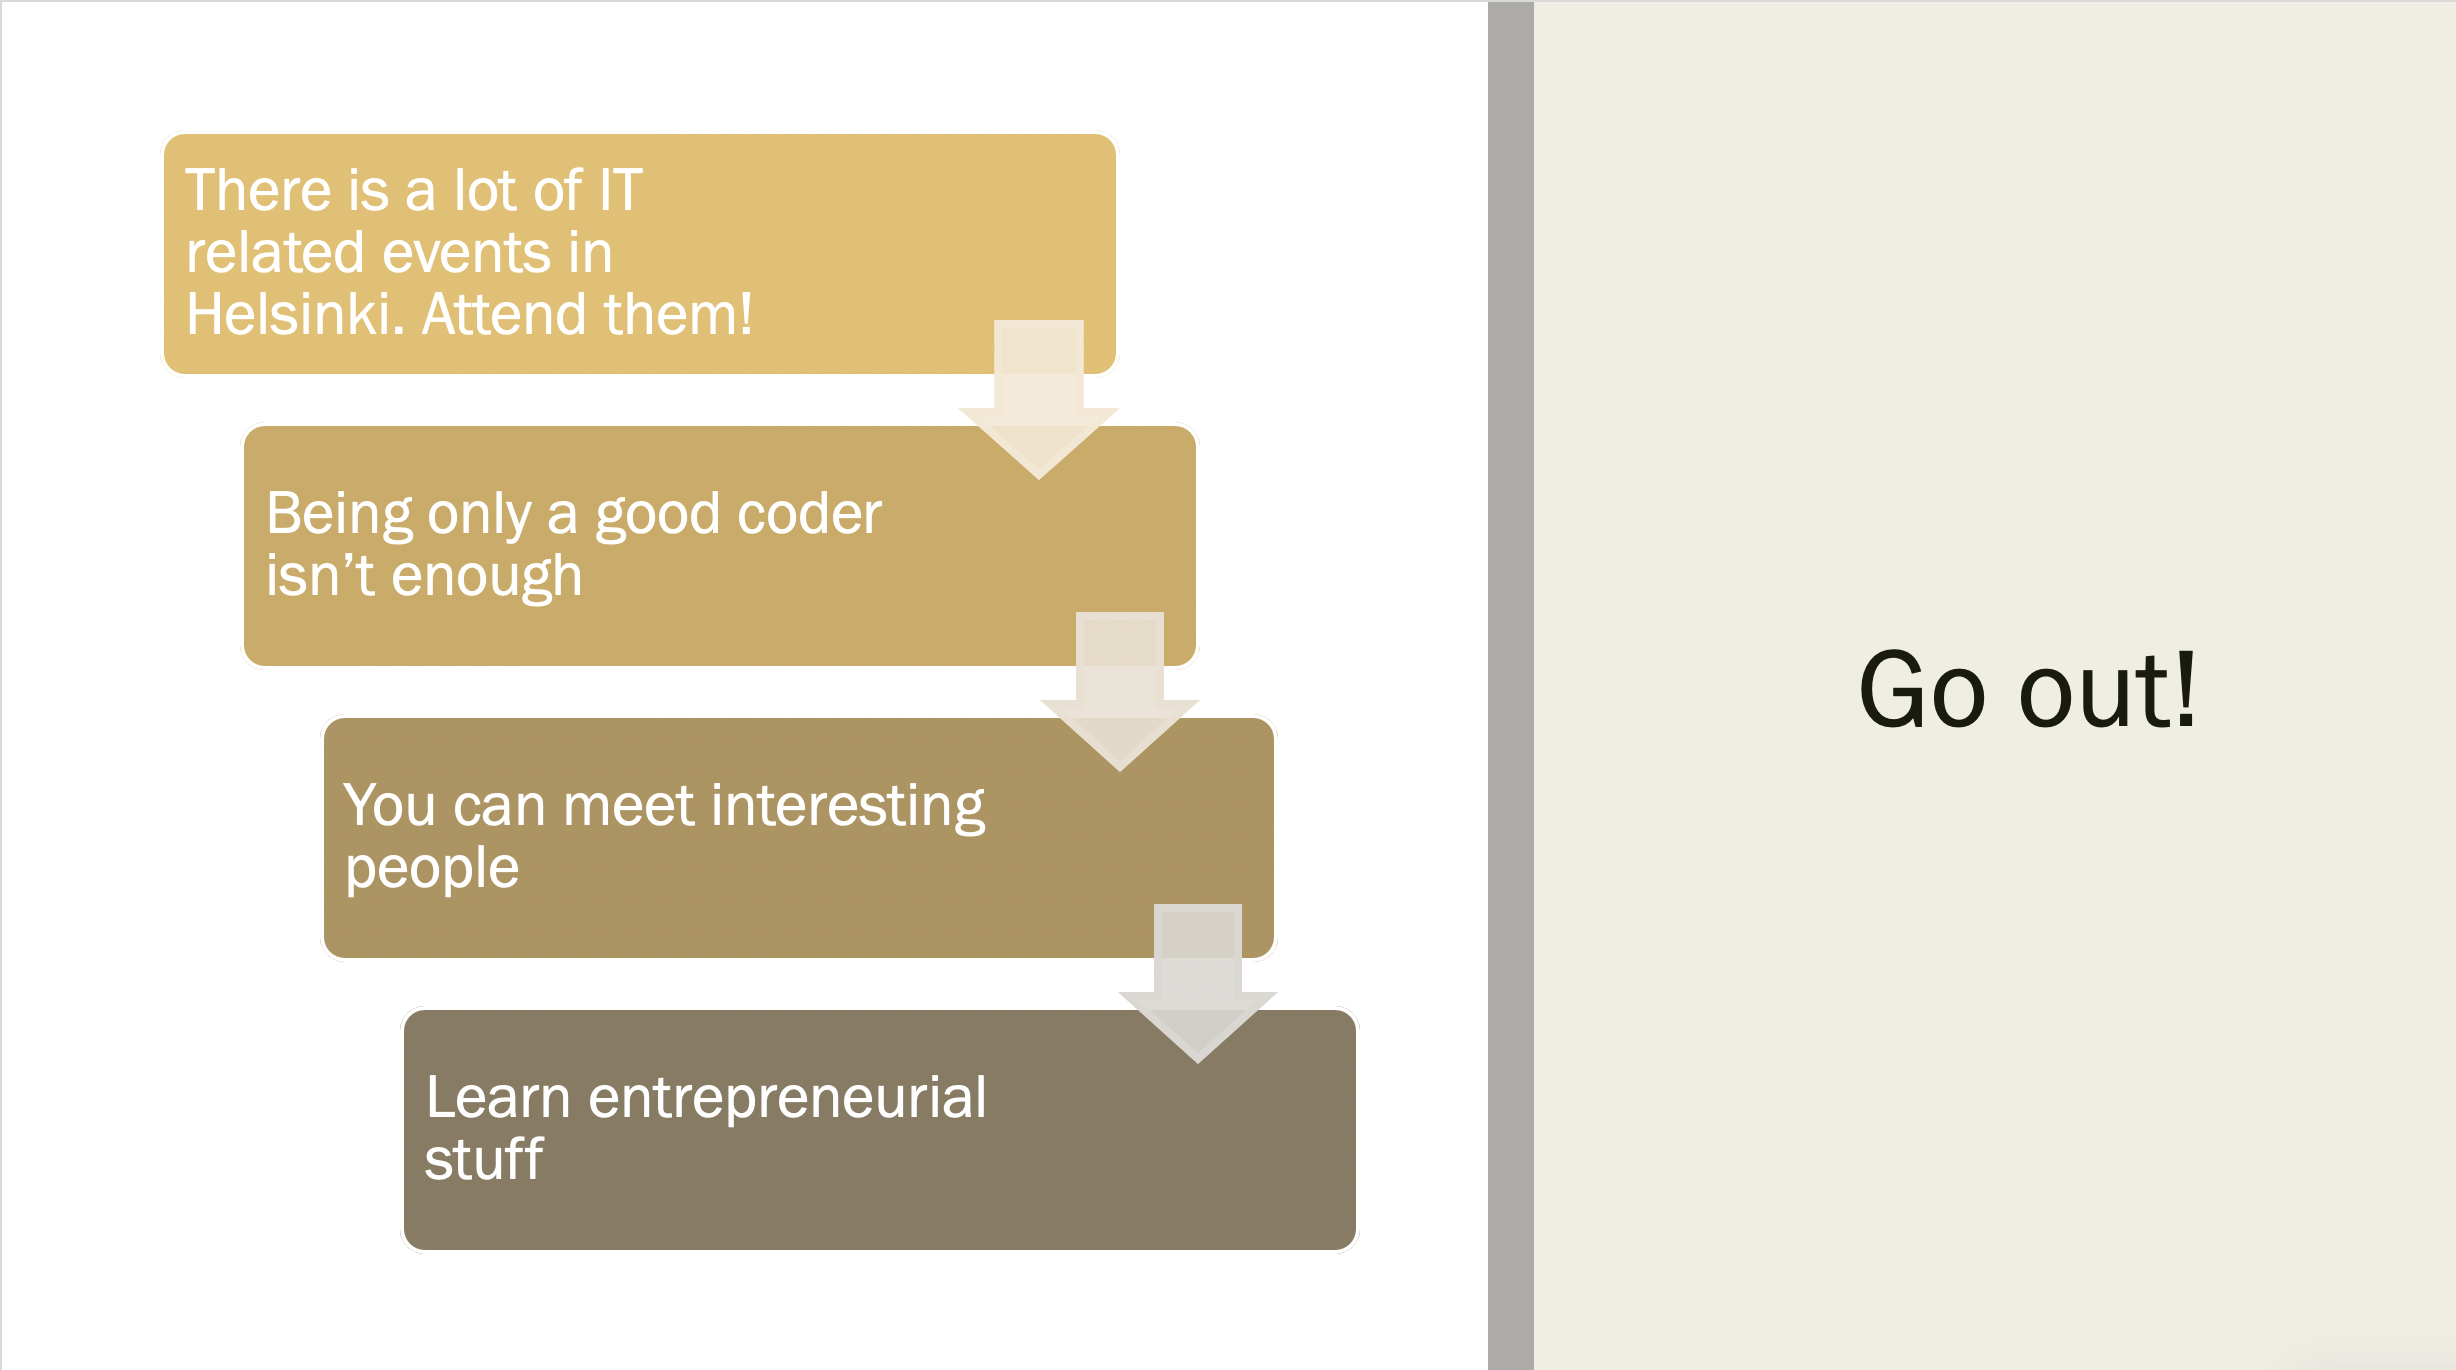 There is a lot of IT
related events in
Helsinki. Attend them!
Being only a good coder
isn’t enough
You can meet interesting
people
Learn entrepreneurial
stuff
Go out!